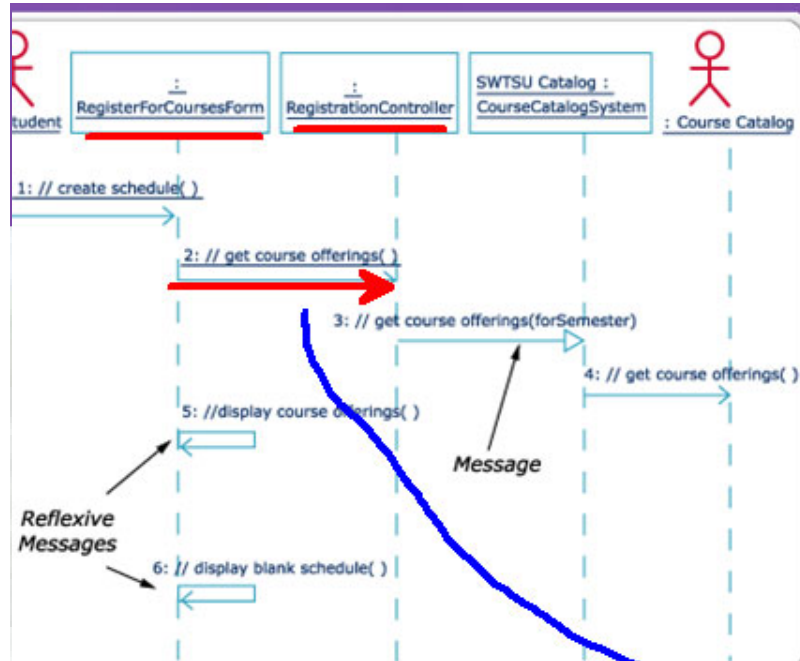 :
RegisterForCoursesForm
:
RegistrationController
SWTSU Catalog :
CourseCatalogSystem
tudent
: Course Catalog
1: // create schedule( )
2: // get course offerings( )
3: // get course offerings(forSemester)
4: // get course offerings( )
5: //display course offerings( )
Message
Reflexive
Messages
6: // display blank schedule( )